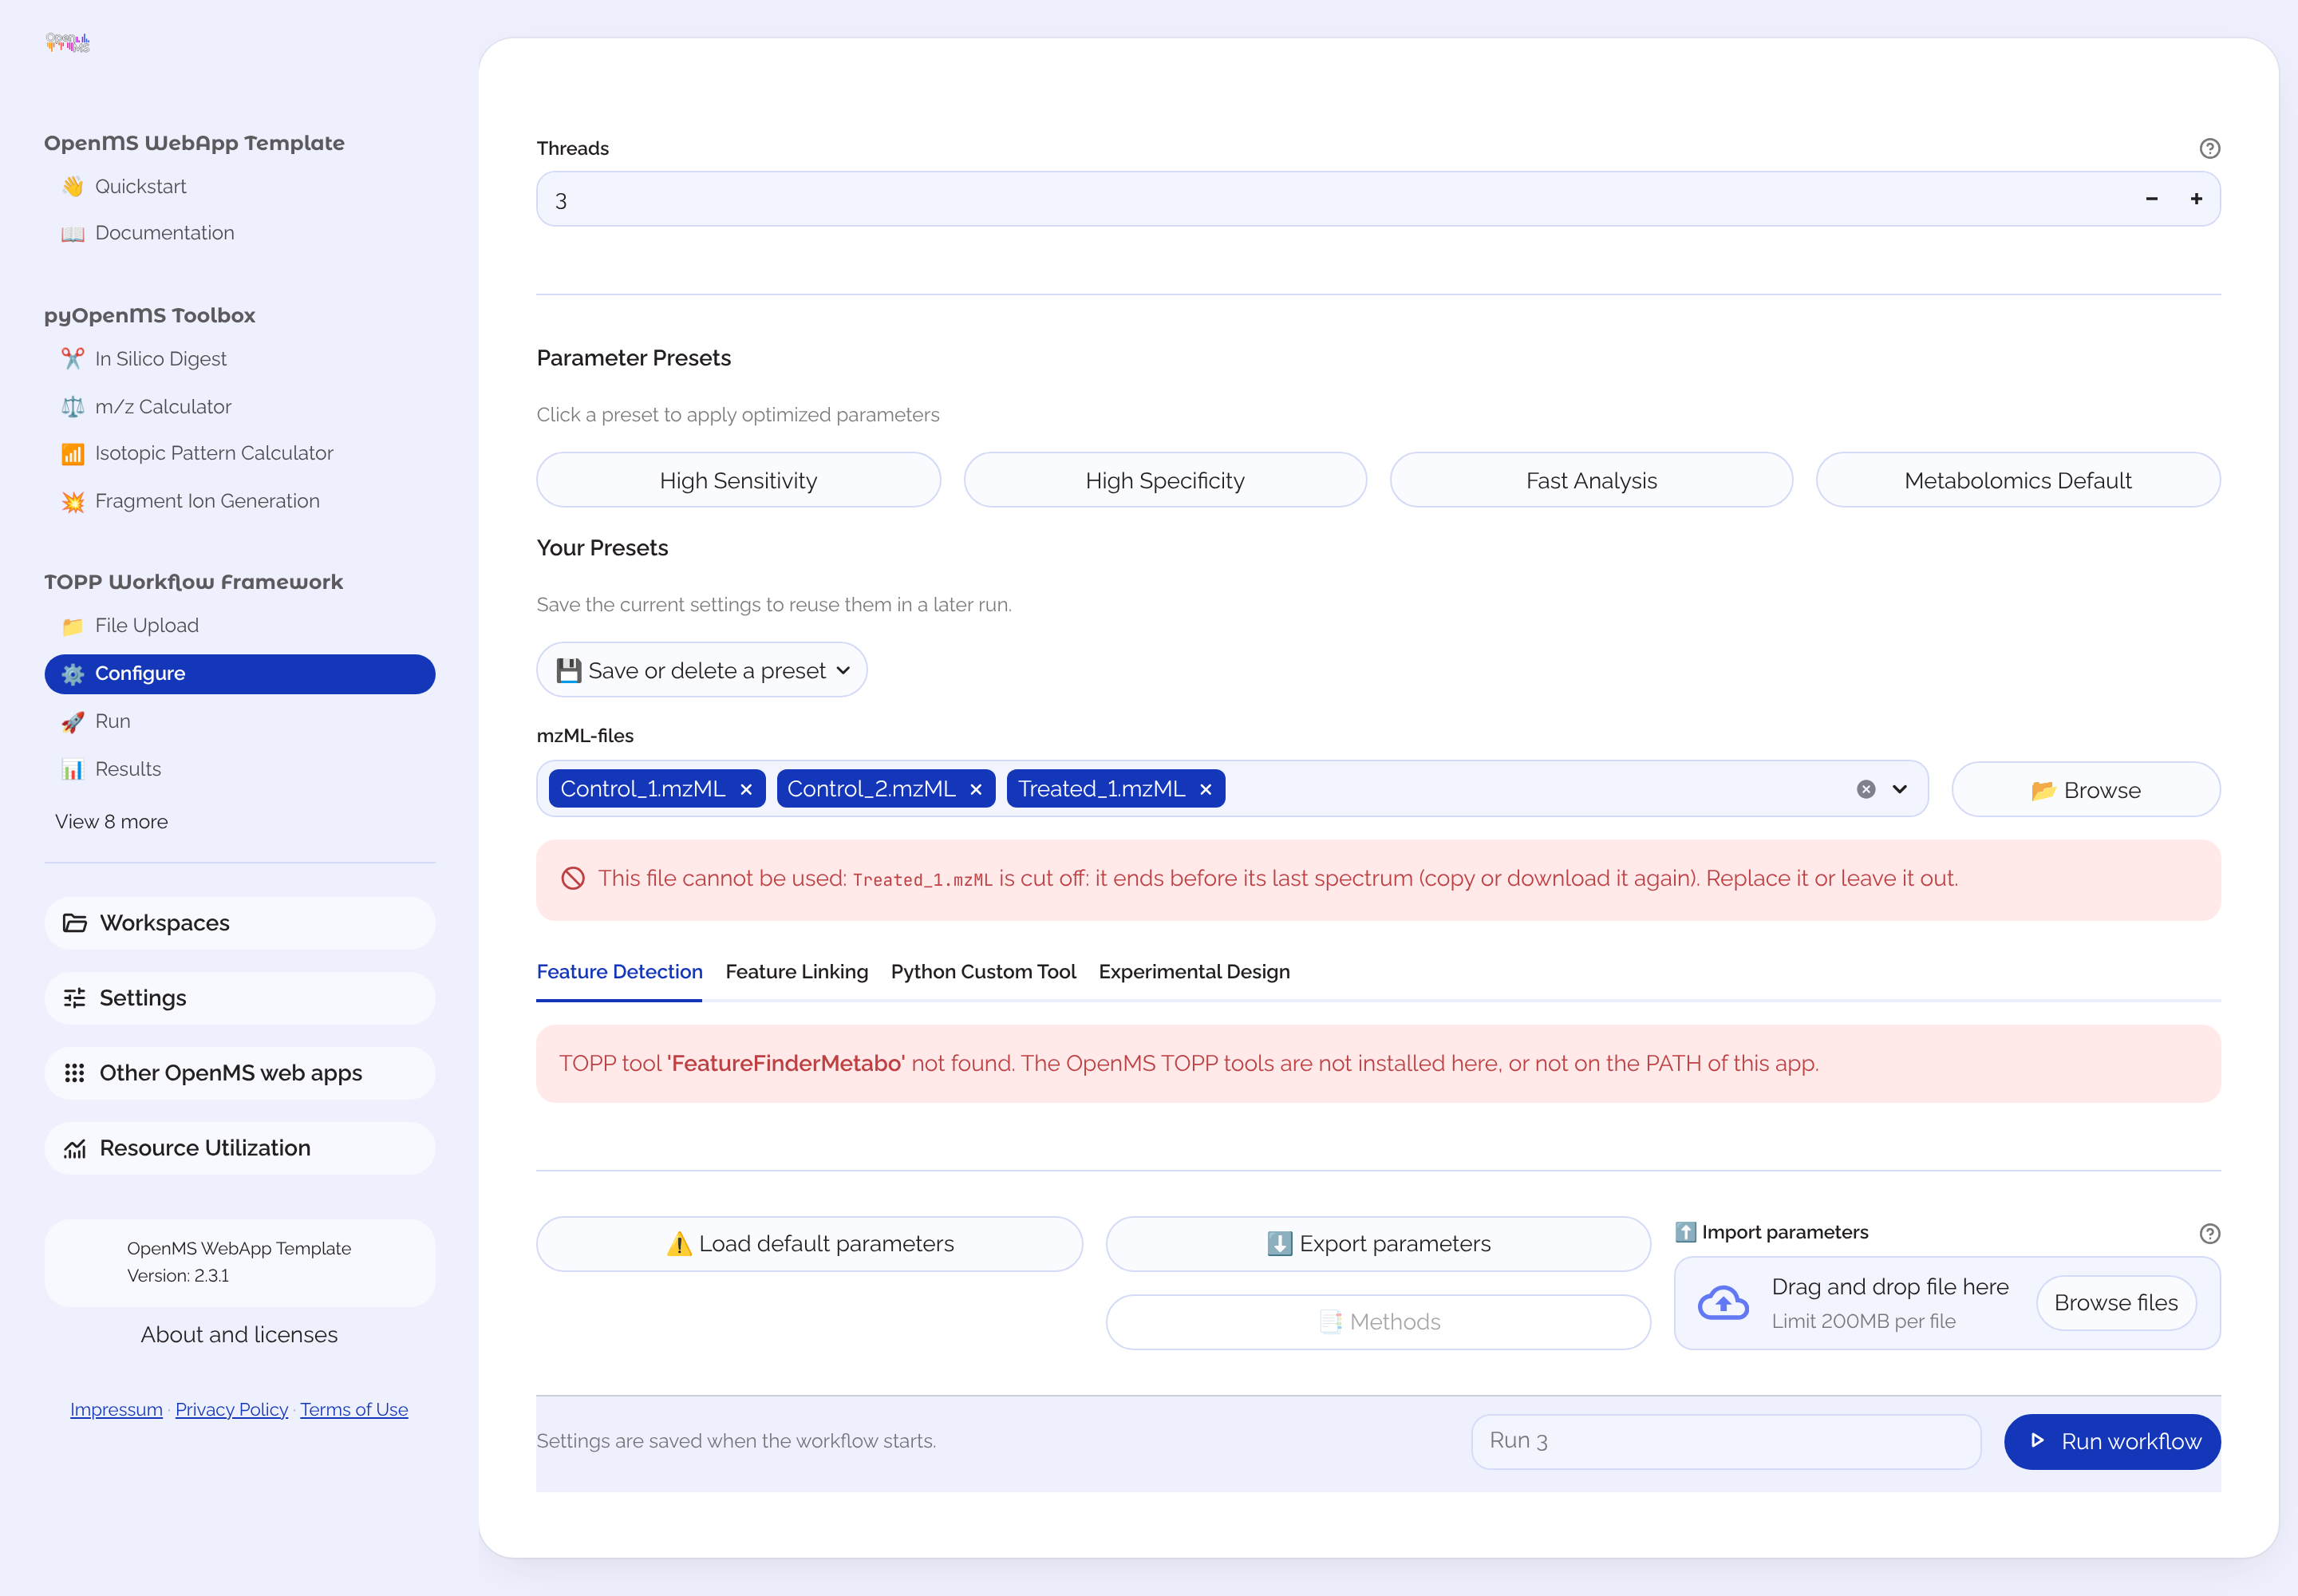 OpenMS
OpenMS WebApp Template
Quickstart
Documentation
pyOpenMS Toolbox
In Silico Digest
m/z Calculator
Isotopic Pattern Calculator
Fragment Ion Generation
TOPP Workflow Framework
File Upload
Configure
Run
Results
View 8 more
Workspaces
Settings
Other OpenMS web apps
Resource Utilization
OpenMS WebApp Template
Version: 2.3.1
About and licenses
Impressum · Privacy Policy · Terms of Use
Threads
3
Parameter Presets
Click a preset to apply optimized parameters
High Sensitivity
High Specificity
Fast Analysis
Metabolomics Default
Your Presets
Save the current settings to reuse them in a later run.
Save or delete a preset
mzML-files
Control_1.mzML
Control_2.mzML
Treated_1.mzML
Browse
This file cannot be used: Treated_1.mzML is cut off: it ends before its last spectrum (copy or download it again). Replace it or leave it out.
Feature Detection
Feature Linking
Python Custom Tool
Experimental Design
TOPP tool 'FeatureFinderMetabo' not found. The OpenMS TOPP tools are not installed here, or not on the PATH of this app.
Load default parameters
Export parameters
Methods
Import parameters
Drag and drop file here
Limit 200MB per file
Browse files
Settings are saved when the workflow starts.
Run 3
Run workflow